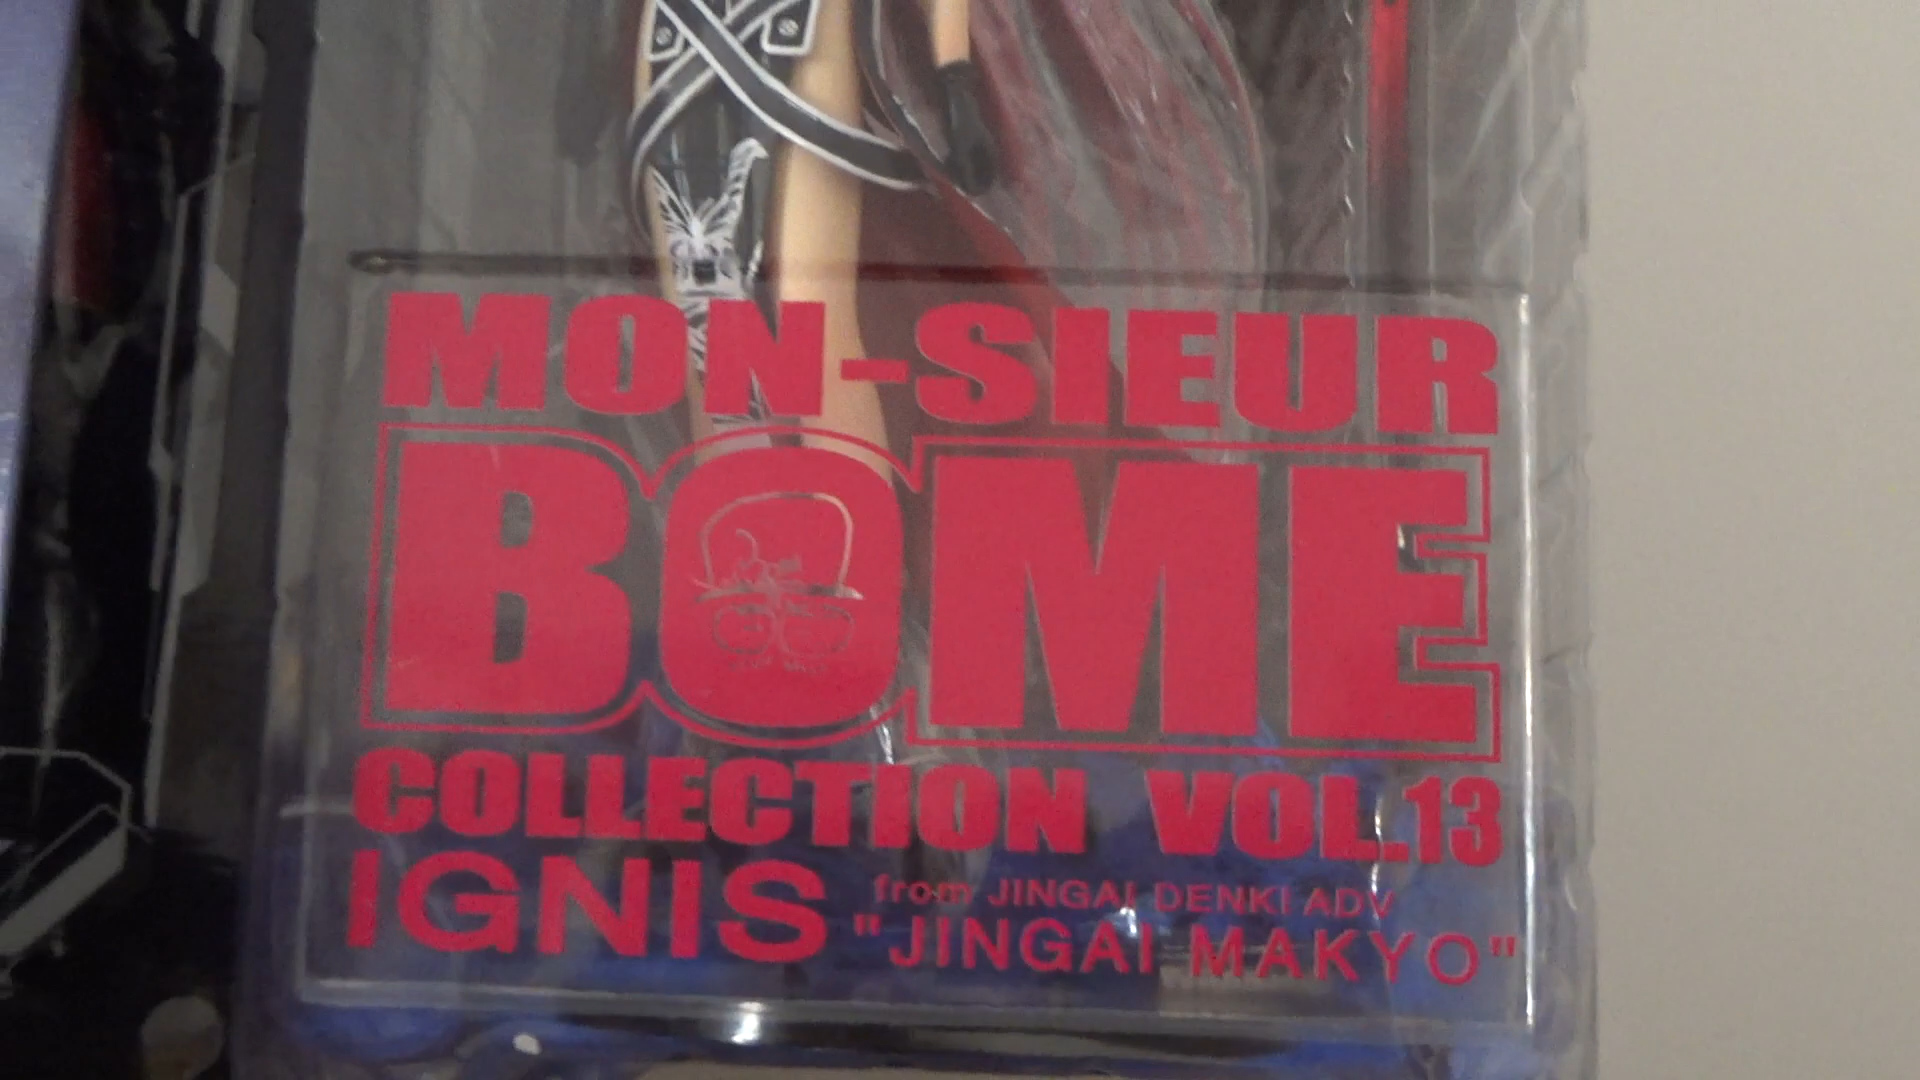 MON-SIEUR
BOME
COLLECTION VOL.13
IGNIS from JINGAI DENKI ADV
"JINGAI MAKYO"